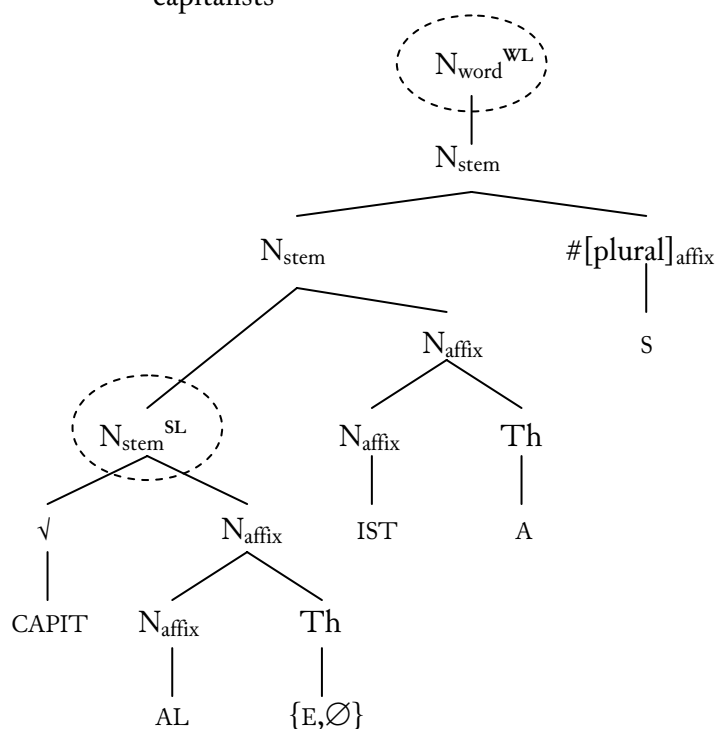 capitalists
N_word^WL
N_stem
N_stem #[plural]_affix
N_affix S
N_stem^SL N_affix Th
√ N_affix IST A
CAPIT N_affix Th
AL {E,∅}